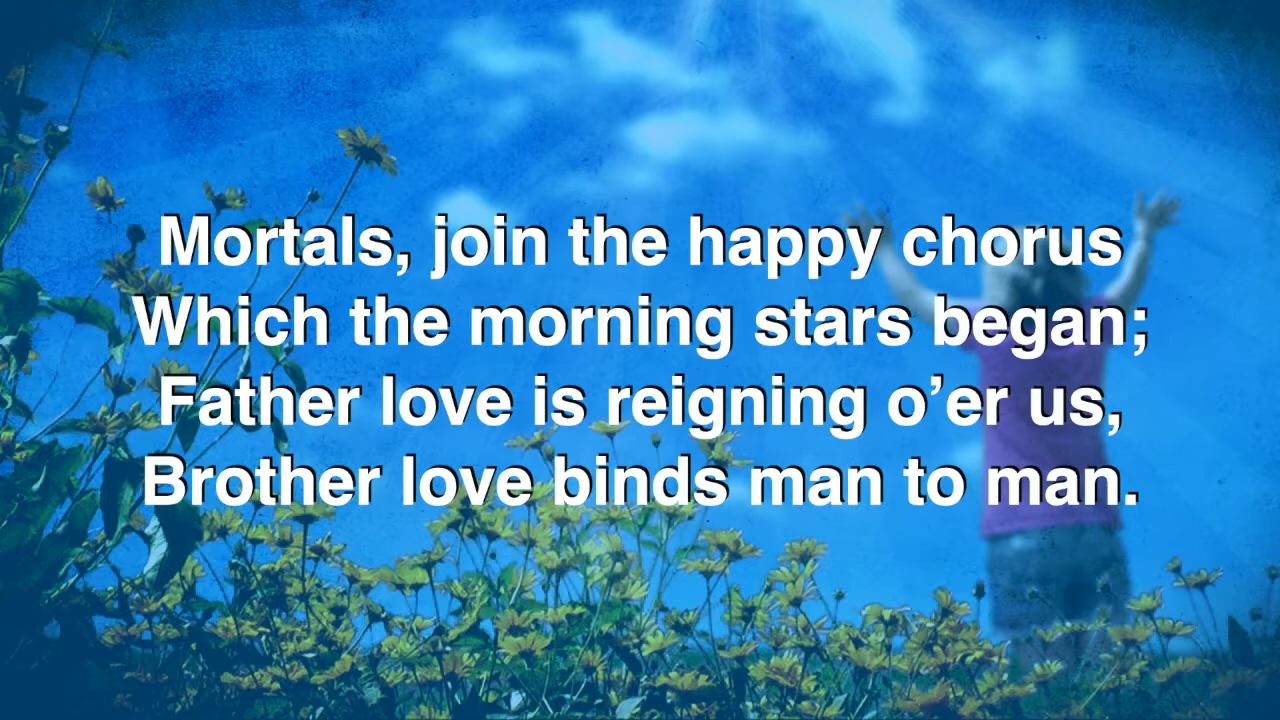 Mortals, join the happy chorus
Which the morning stars began;
Father love is reigning o’er us,
Brother love binds man to man.